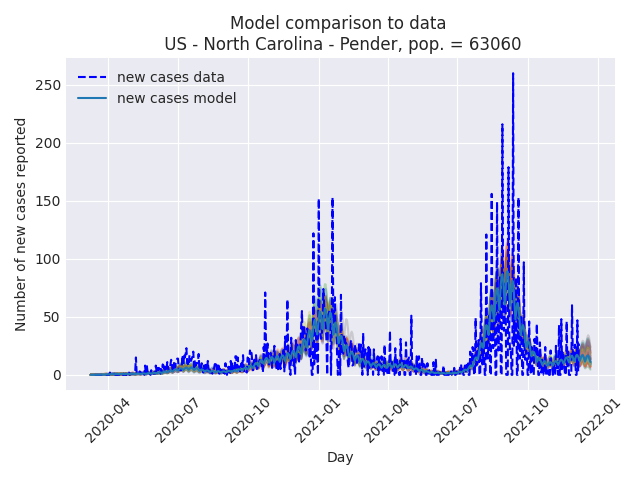 Model comparison to data
US - North Carolina - Pender, pop. = 63060
new cases data
new cases model
Number of new cases reported
250
200
150
100
50
0
2020-04
2020-07
2020-10
2021-01
2021-04
2021-07
2021-10
2022-01
Day